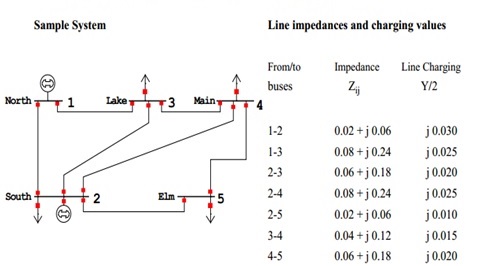 Sample System
North 1 Lake 3 Main 4
South 2 Elm 5
Line impedances and charging values
From/to Impedance Line Charging
buses Zij Y/2
1-2 0.02 + j 0.06 j 0.030
1-3 0.08 + j 0.24 j 0.025
2-3 0.06 + j 0.18 j 0.020
2-4 0.08 + j 0.24 j 0.025
2-5 0.02 + j 0.06 j 0.010
3-4 0.04 + j 0.12 j 0.015
4-5 0.06 + j 0.18 j 0.020